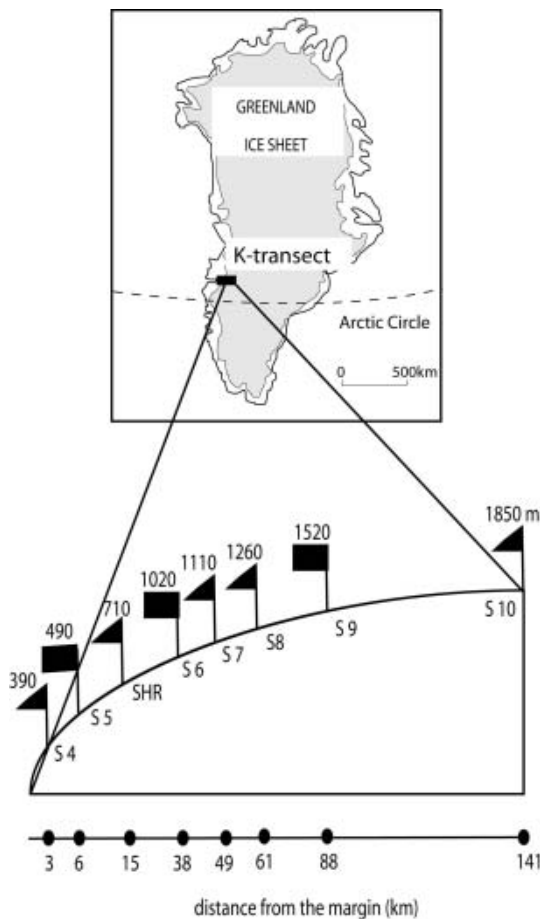 GREENLAND
ICE SHEET
K-transect
Arctic Circle
0 500km
1850 m
1520
1260
1110
1020
710
490
390
S 10
S 9
S8
S 7
S 6
SHR
S 5
S 4
3 6 15 38 49 61 88 141
distance from the margin (km)